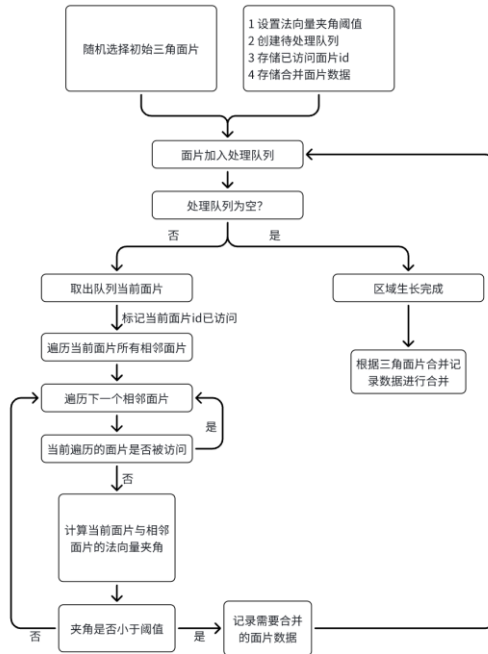 随机选择初始三角面片
1 设置法向量夹角阈值
2 创建待处理队列
3 存储已访问面片id
4 存储合并面片数据
面片加入处理队列
处理队列为空?
否
是
取出队列当前面片
区域生长完成
标记当前面片id已访问
遍历当前面片所有相邻面片
根据三角面片合并记
录数据进行合并
遍历下一个相邻面片
是
当前遍历的面片是否被访问
否
计算当前面片与相邻
面片的法向量夹角
夹角是否小于阈值
否
是
记录需要合并
的面片数据